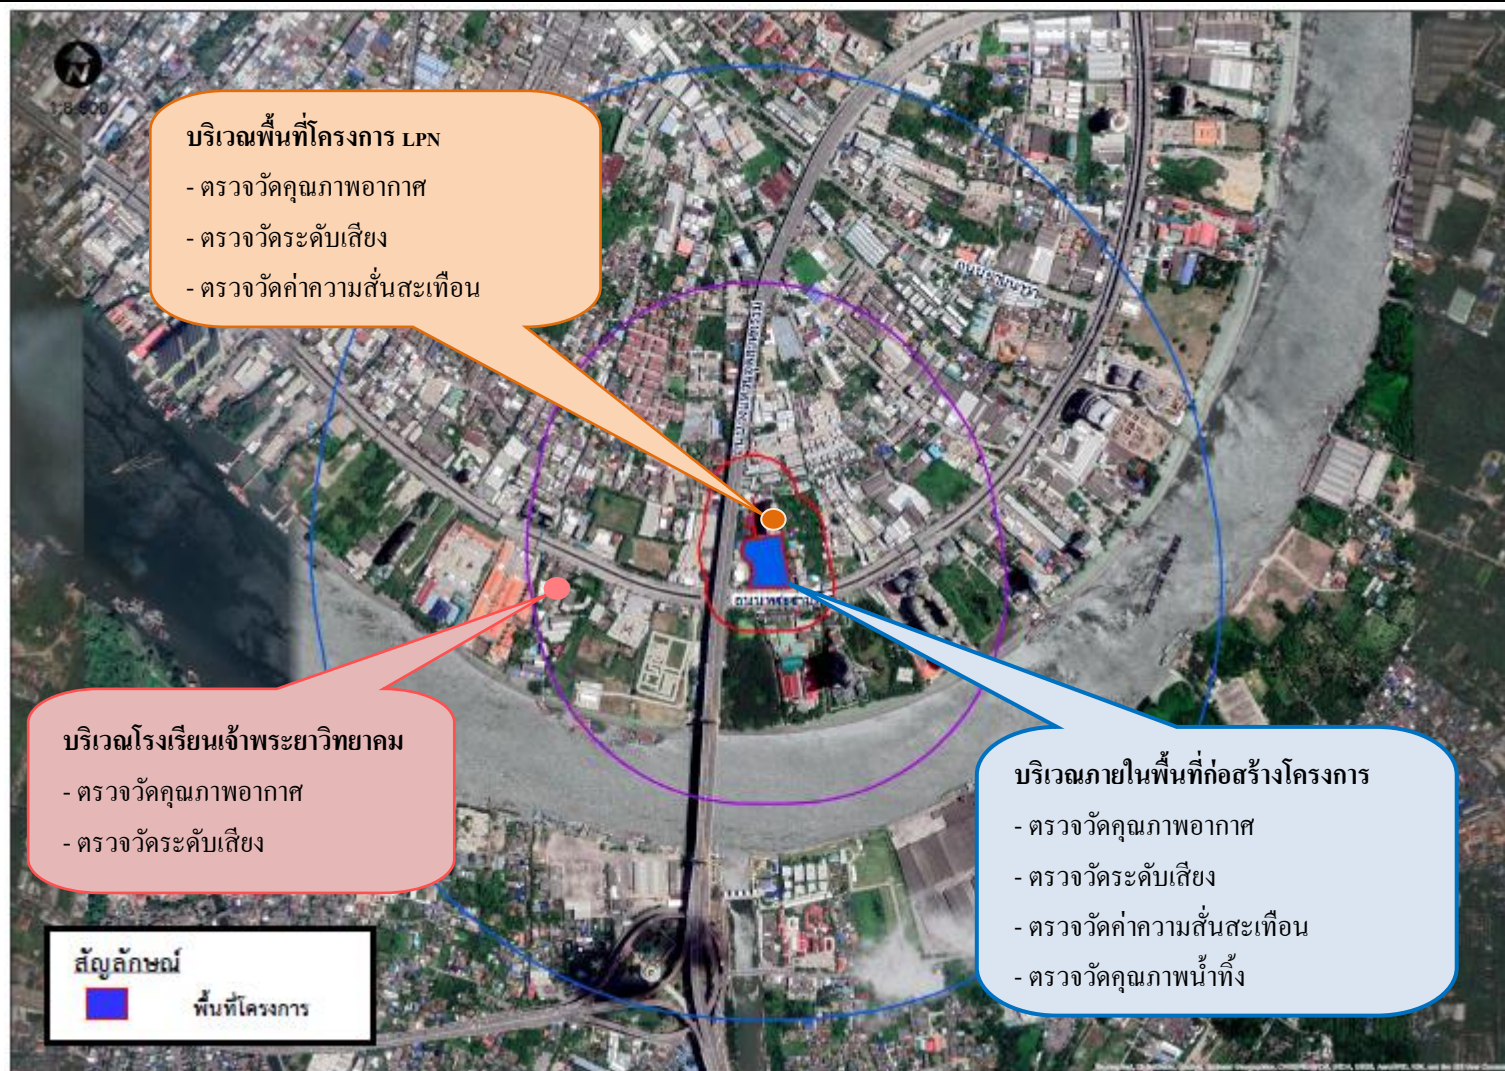 N
บริเวณพื้นที่โครงการ LPN
- ตรวจวัดคุณภาพอากาศ
- ตรวจวัดระดับเสียง
- ตรวจวัดค่าความสั่นสะเทือน
บริเวณโรงเรียนเจ้าพระยาวิทยาคม
- ตรวจวัดคุณภาพอากาศ
- ตรวจวัดระดับเสียง
บริเวณภายในพื้นที่ก่อสร้างโครงการ
- ตรวจวัดคุณภาพอากาศ
- ตรวจวัดระดับเสียง
- ตรวจวัดค่าความสั่นสะเทือน
- ตรวจวัดคุณภาพน้ำทิ้ง
สัญลักษณ์
พื้นที่โครงการ